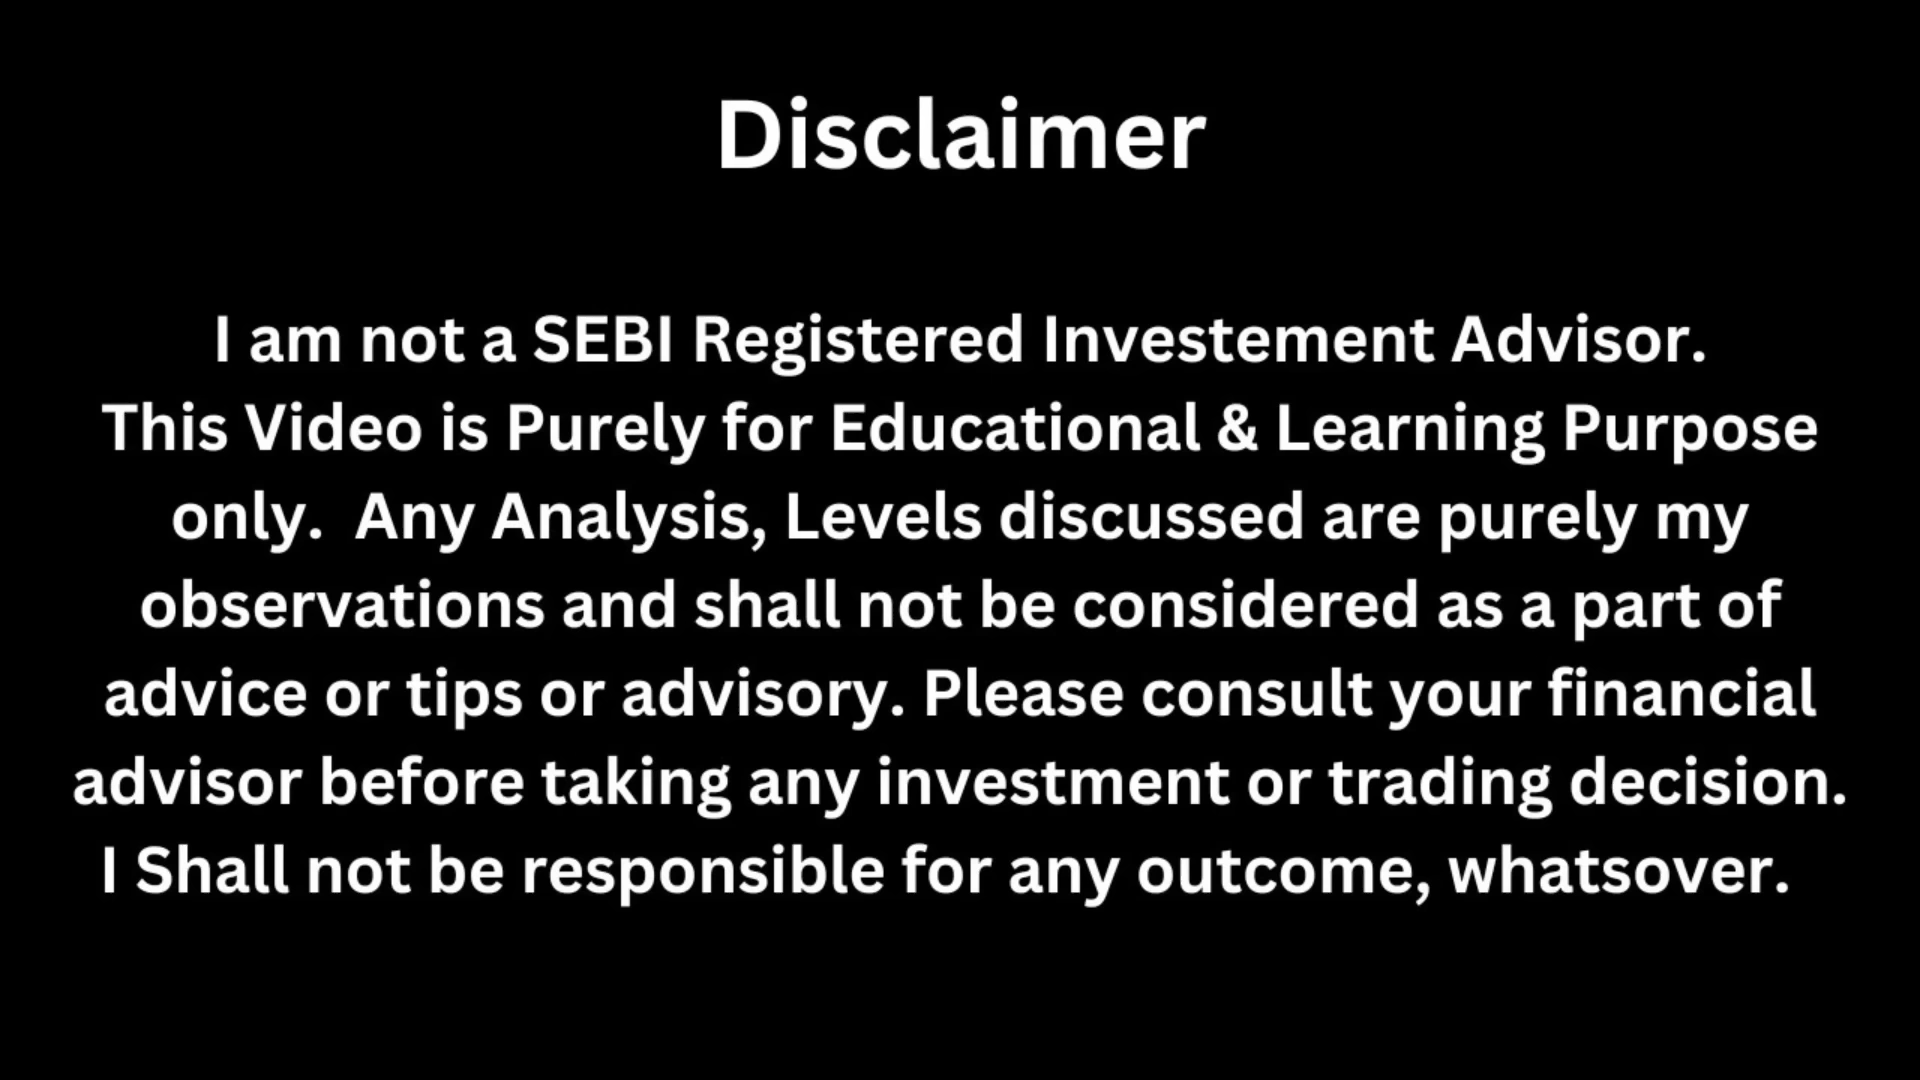 Disclaimer
I am not a SEBI Registered Investement Advisor.
This Video is Purely for Educational & Learning Purpose
only.  Any Analysis, Levels discussed are purely my
observations and shall not be considered as a part of
advice or tips or advisory. Please consult your financial
advisor before taking any investment or trading decision.
I Shall not be responsible for any outcome, whatsover.